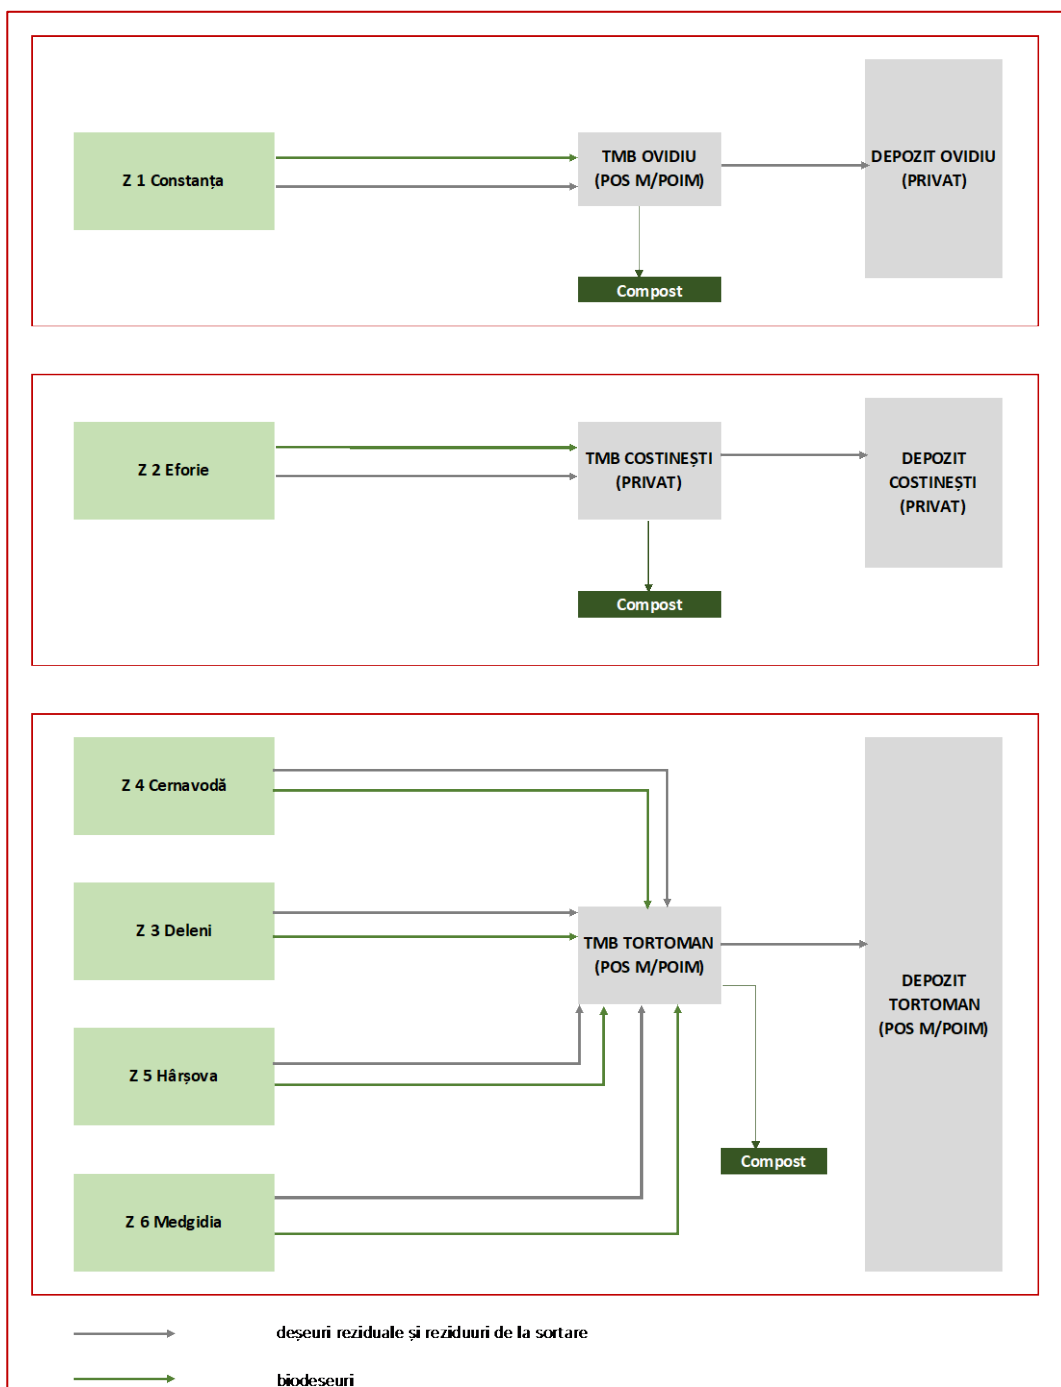 Z 1 Constanța
TMB OVIDIU
(POS M/POIM)
DEPOZIT OVIDIU
(PRIVAT)
Compost
Z 2 Eforie
TMB COSTINEȘTI
(PRIVAT)
DEPOZIT
COSTINEȘTI
(PRIVAT)
Compost
Z 4 Cernavodă
Z 3 Deleni
TMB TORTOMAN
(POS M/POIM)
DEPOZIT
TORTOMAN
(POS M/POIM)
Z 5 Hârșova
Compost
Z 6 Medgidia
deșeuri reziduale și reziduuri de la sortare
biodeșeuri